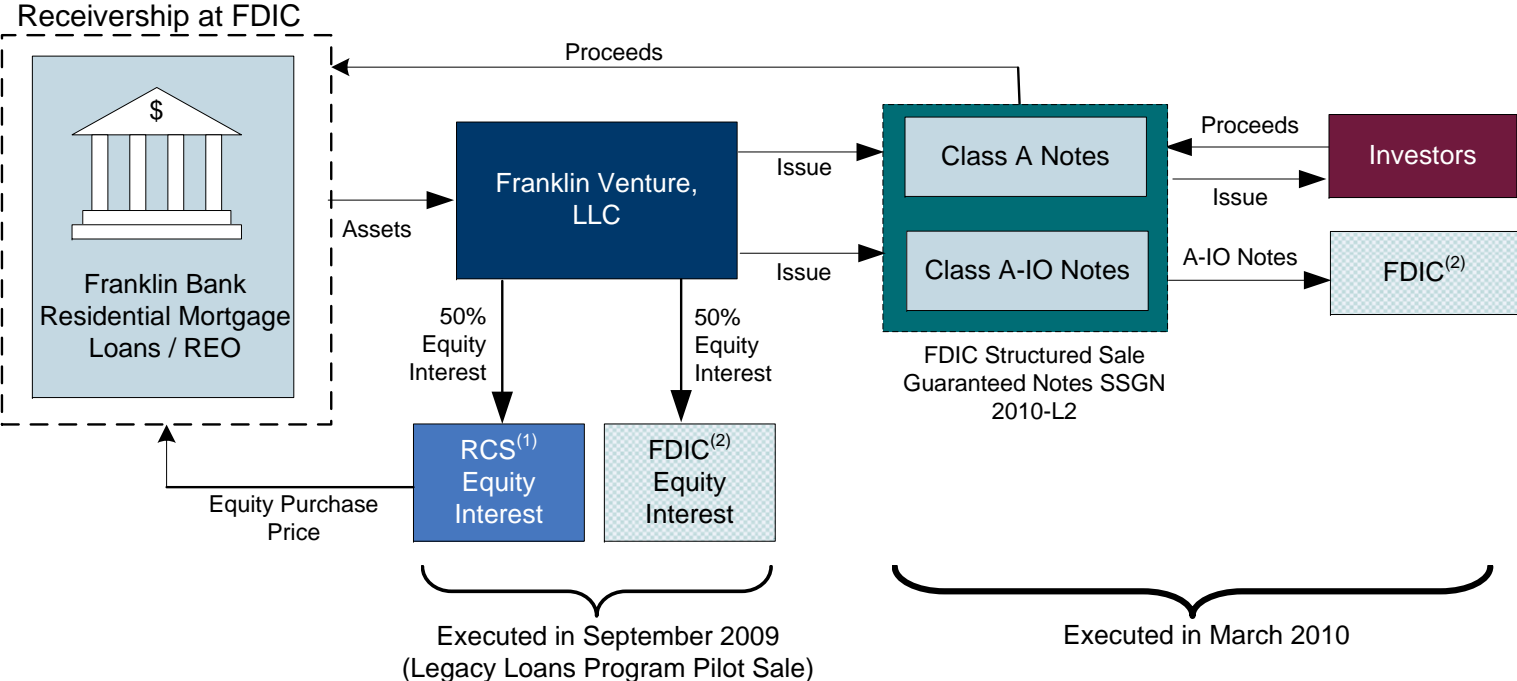 Receivership at FDIC
$
Franklin Bank
Residential Mortgage
Loans / REO
Proceeds
Assets
Franklin Venture,
LLC
Issue
Issue
Class A Notes
Class A-IO Notes
Proceeds
Issue
Investors
A-IO Notes
FDIC(2)
FDIC Structured Sale
Guaranteed Notes SSGN
2010-L2
50%
Equity
Interest
50%
Equity
Interest
RCS(1)
Equity
Interest
FDIC(2)
Equity
Interest
Equity Purchase
Price
Executed in September 2009
(Legacy Loans Program Pilot Sale)
Executed in March 2010